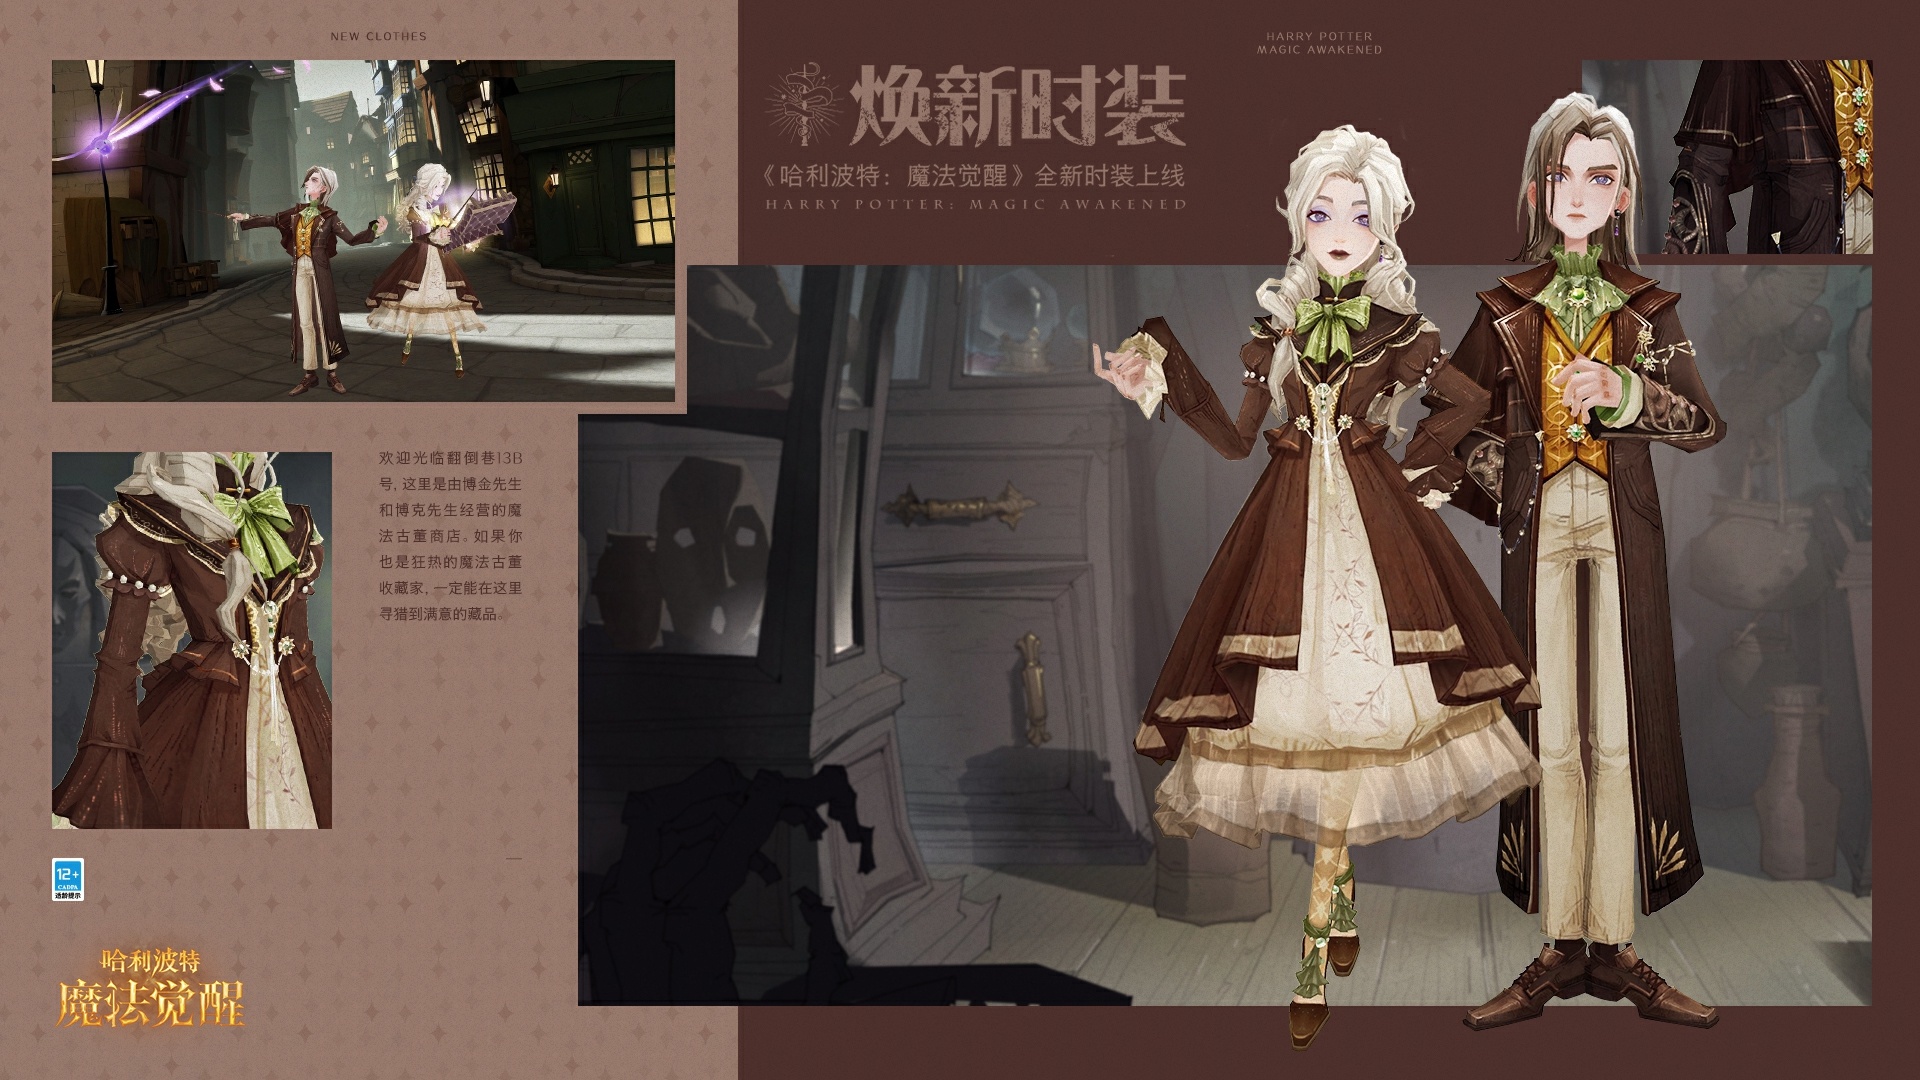 NEW CLOTHES
HARRY POTTER
MAGIC AWAKENED
焕新时装
《哈利波特：魔法觉醒》全新时装上线
HARRY POTTER: MAGIC AWAKENED
欢迎光临翻倒巷13B
号，这里是由博金先生
和博克先生经营的魔
法古董商店。如果你
也是狂热的魔法古董
收藏家，一定能在这里
寻猎到满意的藏品。
12+
CADPA
适龄提示
哈利波特
魔法觉醒